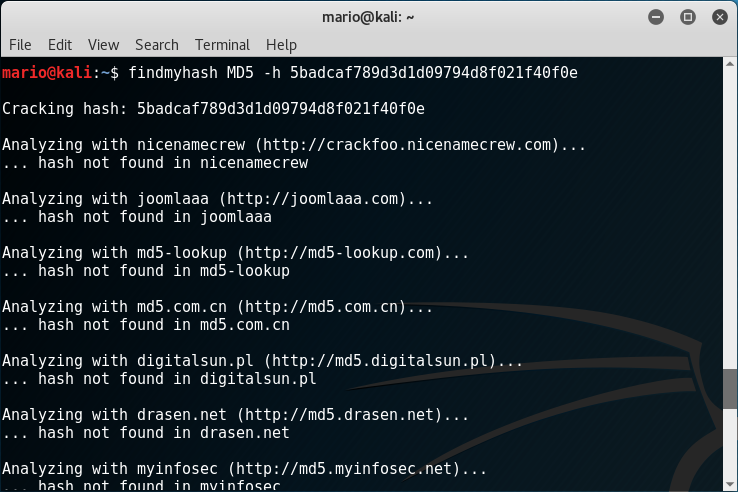 mario@kali: ~
File Edit View Search Terminal Help
mario@kali:~$ findmyhash MD5 -h 5badcaf789d3d1d09794d8f021f40f0e
Cracking hash: 5badcaf789d3d1d09794d8f021f40f0e
Analyzing with nicenamecrew (http://crackfoo.nicenamecrew.com)...
... hash not found in nicenamecrew
Analyzing with joomlaaa (http://joomlaaa.com)...
... hash not found in joomlaaa
Analyzing with md5-lookup (http://md5-lookup.com)...
... hash not found in md5-lookup
Analyzing with md5.com.cn (http://md5.com.cn)...
... hash not found in md5.com.cn
Analyzing with digitalsun.pl (http://md5.digitalsun.pl)...
... hash not found in digitalsun.pl
Analyzing with drasen.net (http://md5.drasen.net)...
... hash not found in drasen.net
Analyzing with myinfosec (http://md5.myinfosec.net)...
... hash not found in myinfosec